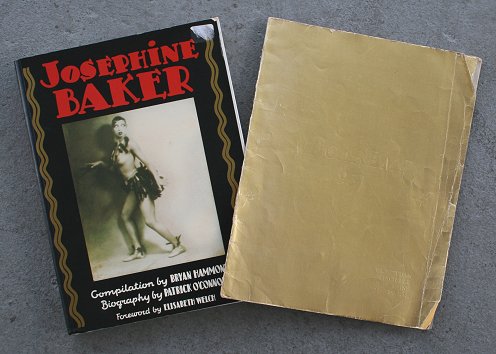 JOSEPHINE
BAKER
Compilation by BRYAN HAMMON
Biography by PATRICK O'CONNO
Foreword by ELISABETH WELCH